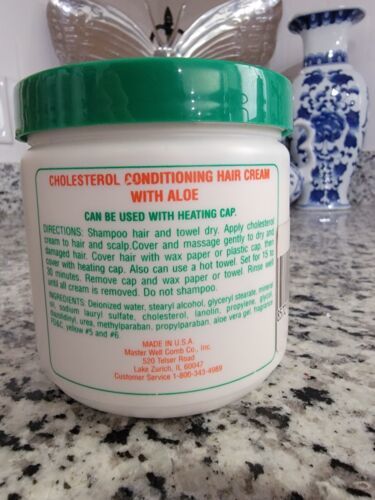 CHOLESTEROL CONDITIONING HAIR CREAM
WITH ALOE
CAN BE USED WITH HEATING CAP.
DIRECTIONS: Shampoo hair and towel dry. Apply cholesterol
cream to hair and scalp.Cover and massage gently to dry and
damaged hair. Cover hair with wax paper or plastic cap, then
cover with heating cap. Also can use a hot towel. Set for 15 to
30 minutes. Remove cap and wax paper or towel. Rinse well
until all cream is removed. Do not shampoo.
INGREDIENTS: Deionized water, stearyl alcohol, glyceryl stearate, mineral
oil, sodium lauryl sulfate, cholesterol, lanolin, propylene, glycol,
urea, methylparaben, propylparaben, aloe vera gel, fragrance
FD&C, yellow #5 and #6.
MADE IN U.S.A.
Master Well Comb Co., Inc.
520 Telser Road
Lake Zurich, IL 60047
Customer Service 1-800-343-4989